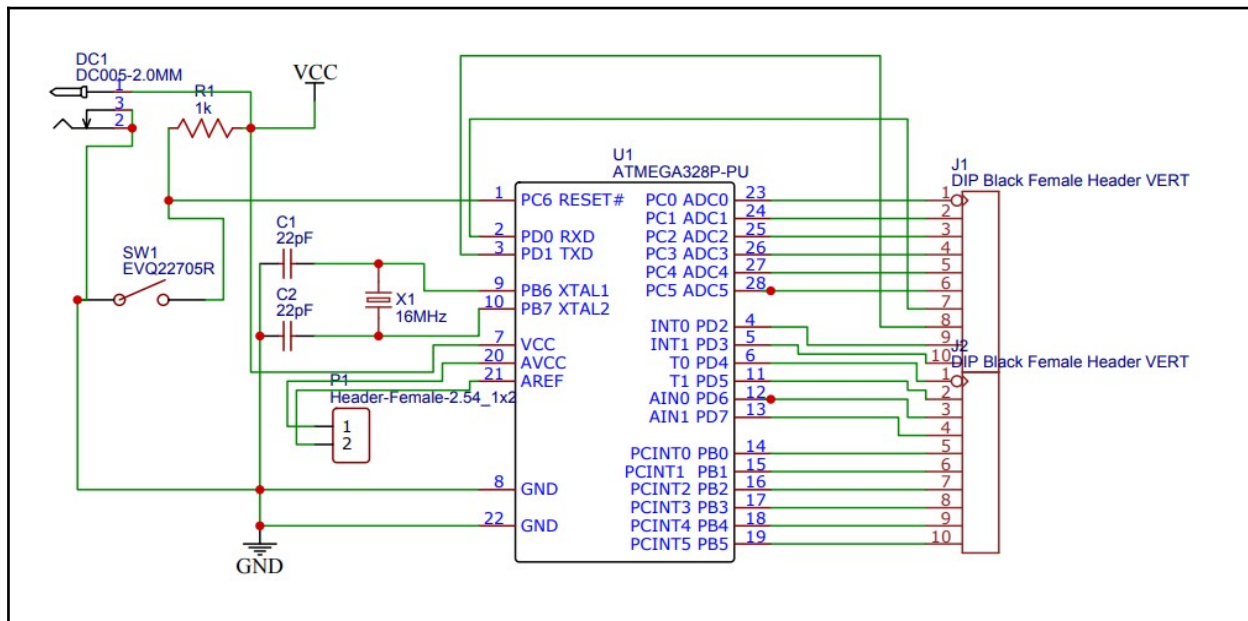 DC1
DC005-2.0MM
1
3
2
R1
1k
VCC
SW1
EVQ22705R
C1
22pF
C2
22pF
X1
16MHz
P1
Header-Female-2.54_1x2
1
2
GND
U1
ATMEGA328P-PU
1 PC6 RESET#
2 PD0 RXD
3 PD1 TXD
9 PB6 XTAL1
10 PB7 XTAL2
7 VCC
20 AVCC
21 AREF
8 GND
22 GND
PC0 ADC0 23
PC1 ADC1 24
PC2 ADC2 25
PC3 ADC3 26
PC4 ADC4 27
PC5 ADC5 28
INT0 PD2 4
INT1 PD3 5
T0 PD4 6
T1 PD5 11
AIN0 PD6 12
AIN1 PD7 13
PCINT0 PB0 14
PCINT1 PB1 15
PCINT2 PB2 16
PCINT3 PB3 17
PCINT4 PB4 18
PCINT5 PB5 19
J1
DIP Black Female Header VERT
1
2
3
4
5
6
7
8
9
10
J2
DIP Black Female Header VERT
1
2
3
4
5
6
7
8
9
10